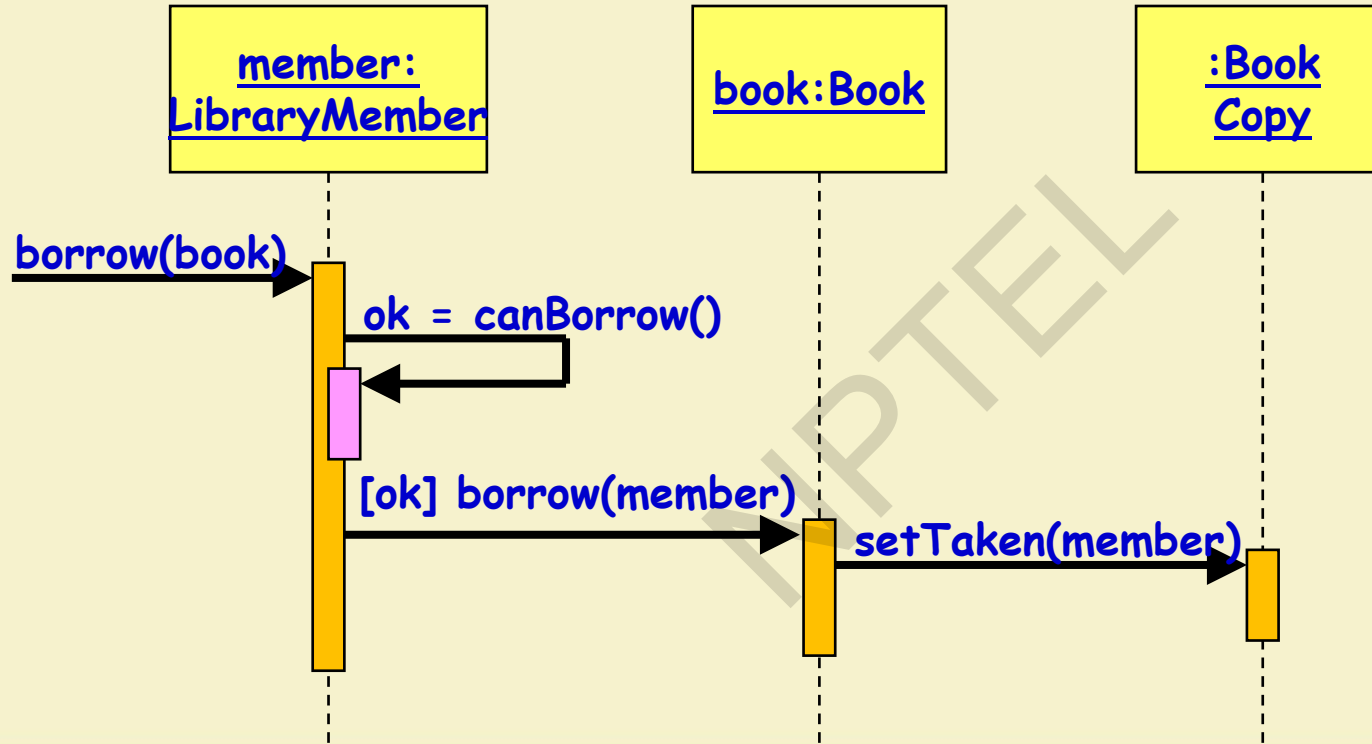 member:
LibraryMember
book:Book
:Book
Copy
borrow(book)
ok = canBorrow()
[ok] borrow(member)
setTaken(member)
NPTEL